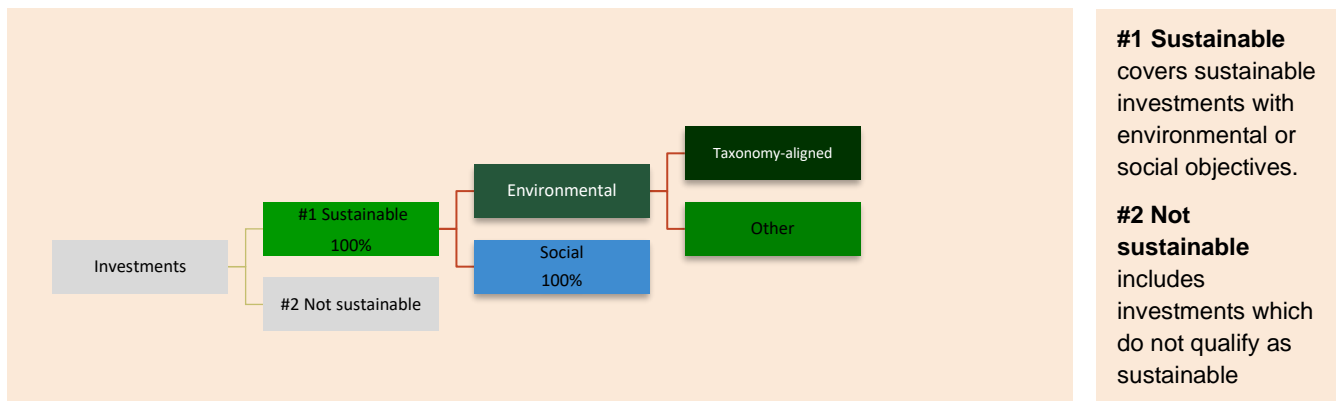 Investments
#1 Sustainable
100%
#2 Not sustainable
Environmental
Social
100%
Taxonomy-aligned
Other
#1 Sustainable
covers sustainable
investments with
environmental or
social objectives.
#2 Not
sustainable
includes
investments which
do not qualify as
sustainable